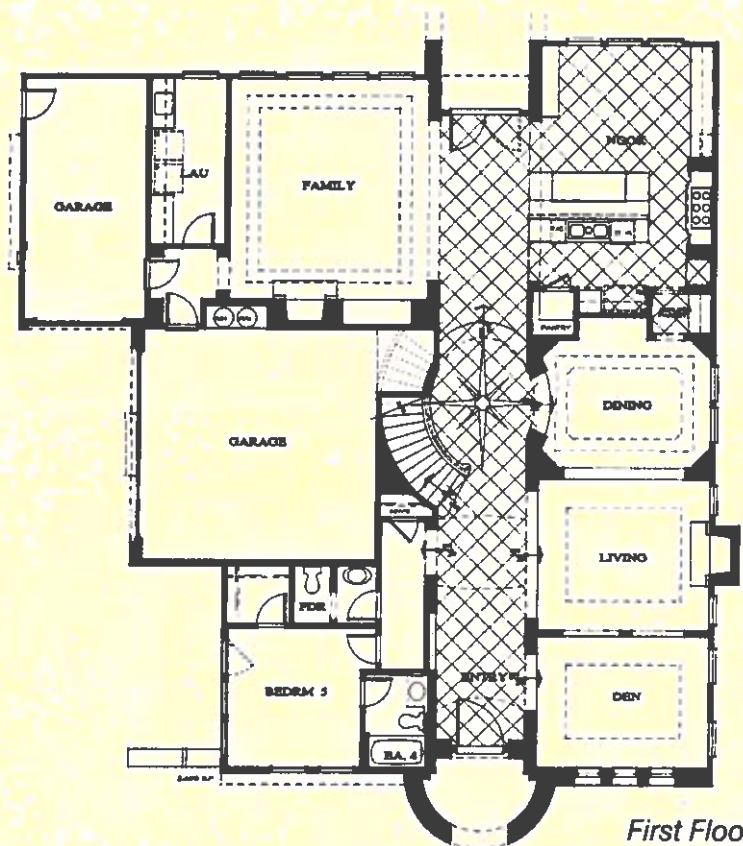 NOOK
FAMILY
LAU
GARAGE
PANTRY
DINING
GARAGE
LIVING
PDR
ENTRY
DEN
BEDRM 5
BA. 4
First Floo